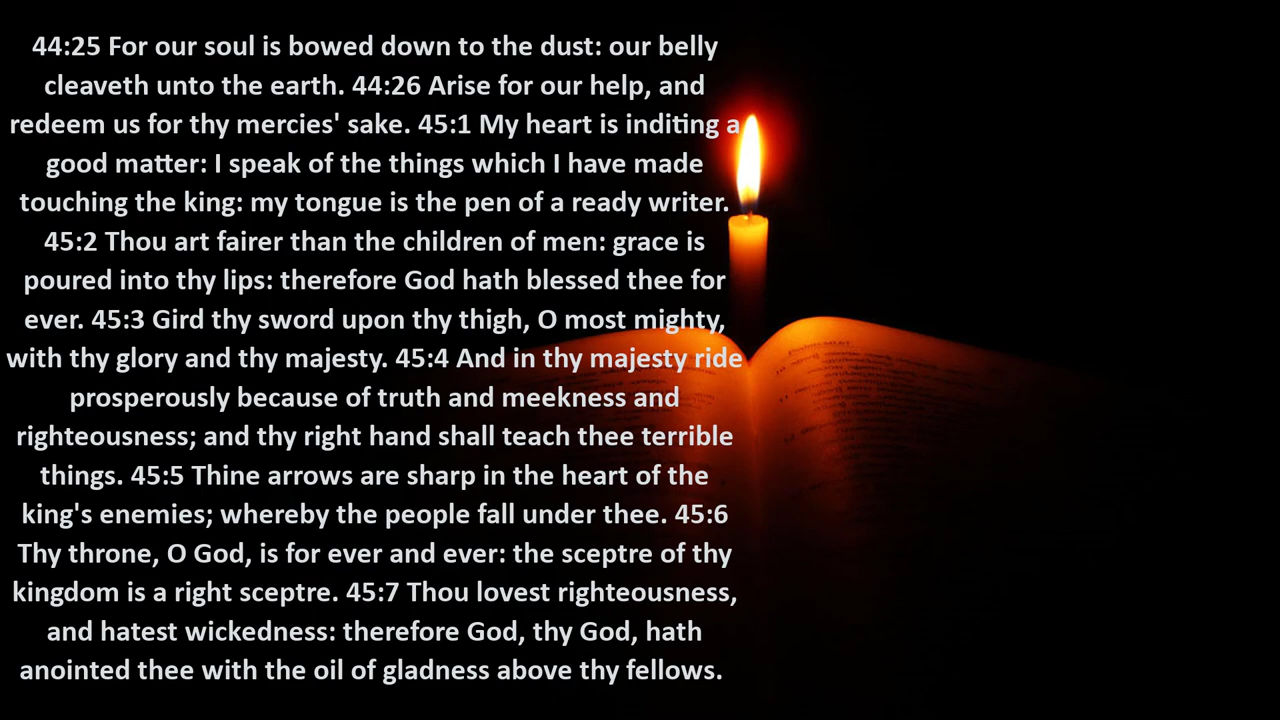 44:25 For our soul is bowed down to the dust: our belly
cleaveth unto the earth. 44:26 Arise for our help, and
redeem us for thy mercies' sake. 45:1 My heart is inditing a
good matter: I speak of the things which I have made
touching the king: my tongue is the pen of a ready writer.
45:2 Thou art fairer than the children of men: grace is
poured into thy lips: therefore God hath blessed thee for
ever. 45:3 Gird thy sword upon thy thigh, O most mighty,
with thy glory and thy majesty. 45:4 And in thy majesty ride
prosperously because of truth and meekness and
righteousness; and thy right hand shall teach thee terrible
things. 45:5 Thine arrows are sharp in the heart of the
king's enemies; whereby the people fall under thee. 45:6
Thy throne, O God, is for ever and ever: the sceptre of thy
kingdom is a right sceptre. 45:7 Thou lovest righteousness,
and hatest wickedness: therefore God, thy God, hath
anointed thee with the oil of gladness above thy fellows.